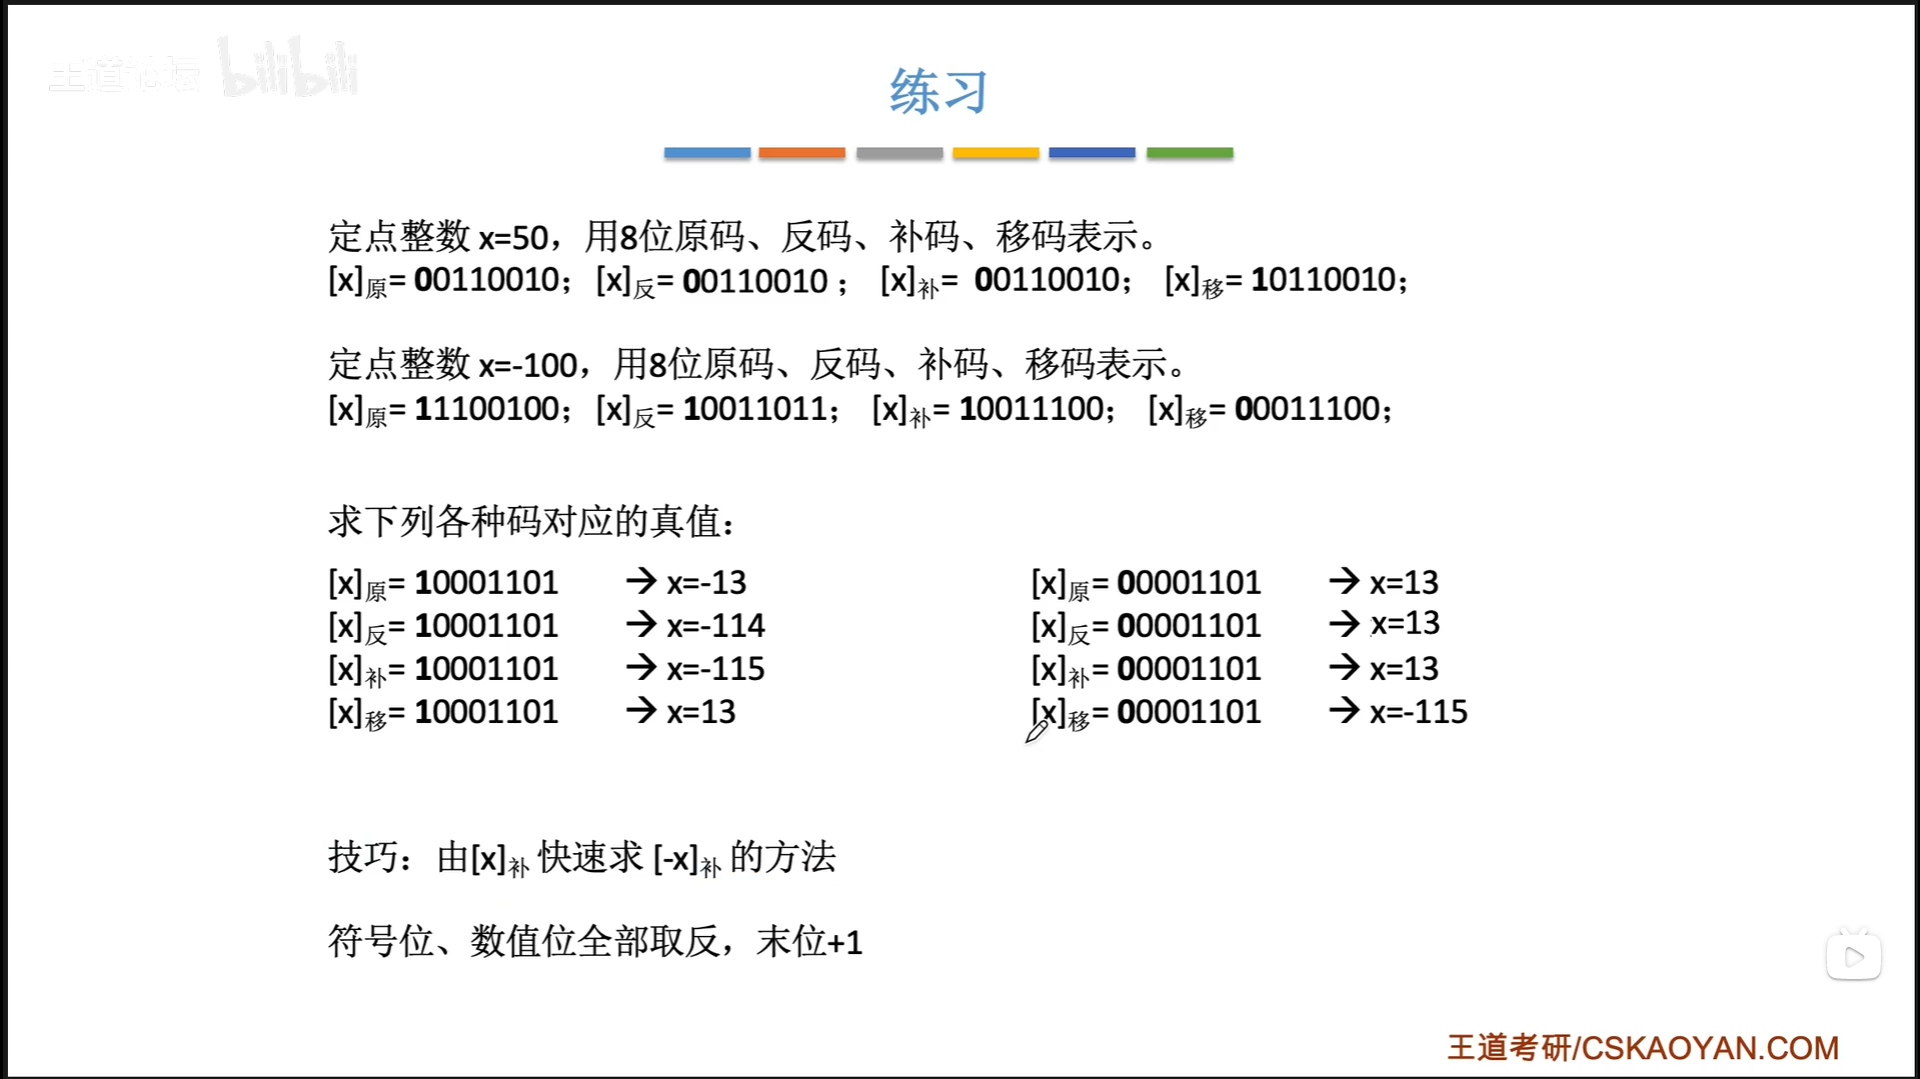 王道论坛 bilibili
练习
定点整数 x=50，用8位原码、反码、补码、移码表示。
[x]原= 00110010；[x]反= 00110010； [x]补= 00110010； [x]移= 10110010；
定点整数 x=-100，用8位原码、反码、补码、移码表示。
[x]原= 11100100；[x]反= 10011011； [x]补= 10011100； [x]移= 00011100；
求下列各种码对应的真值：
[x]原= 10001101 → x=-13
[x]反= 10001101 → x=-114
[x]补= 10001101 → x=-115
[x]移= 10001101 → x=13
[x]原= 00001101 → x=13
[x]反= 00001101 → x=13
[x]补= 00001101 → x=13
[x]移= 00001101 → x=-115
技巧：由[x]补 快速求 [-x]补 的方法
符号位、数值位全部取反，末位+1
王道考研/CSKAOYAN.COM